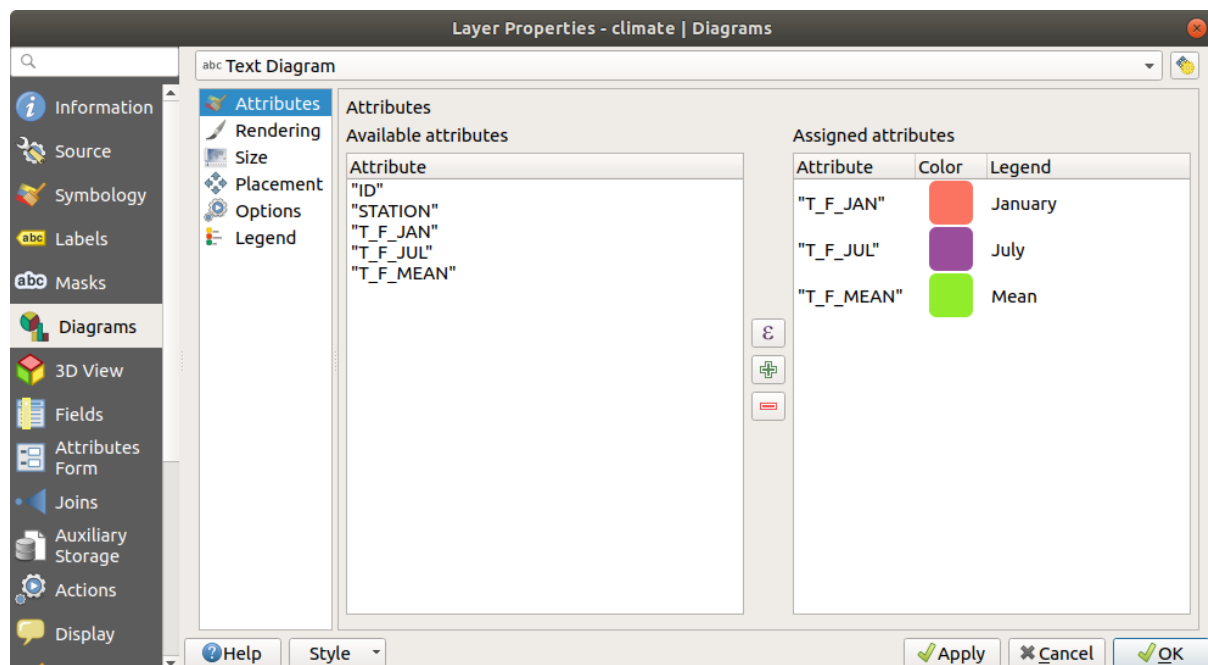 Layer Properties - climate | Diagrams
abc Text Diagram
Information
Source
Symbology
abc Labels
abc Masks
Diagrams
3D View
Fields
Attributes
Form
Joins
Auxiliary
Storage
Actions
Display
Attributes
Rendering
Size
Placement
Options
Legend
Attributes
Available attributes
Attribute
"ID"
"STATION"
"T_F_JAN"
"T_F_JUL"
"T_F_MEAN"
ε
Assigned attributes
Attribute Color Legend
"T_F_JAN" January
"T_F_JUL" July
"T_F_MEAN" Mean
Help Style Apply Cancel OK